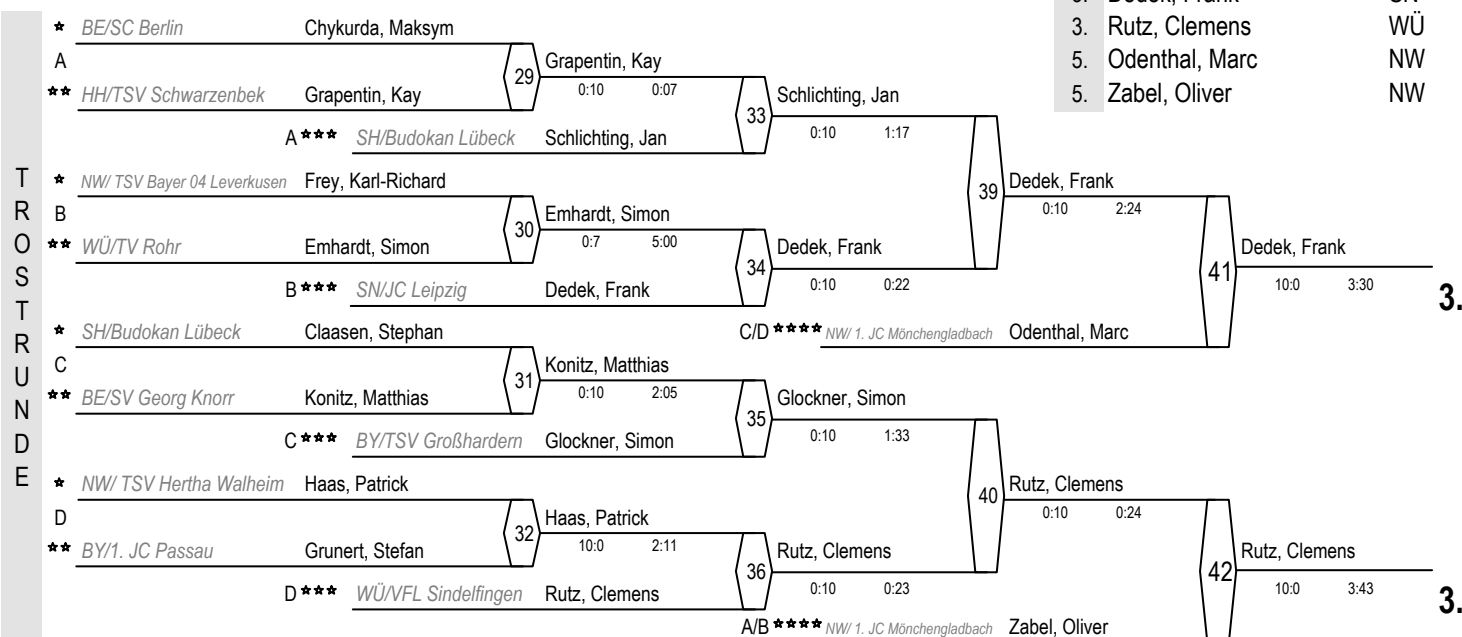 3. Dedek, Frank SN
3. Rutz, Clemens WÜ
5. Odenthal, Marc NW
5. Zabel, Oliver NW
TROSTRUNDE
* BE/SC Berlin Chykurda, Maksym
A
29
Grapentin, Kay
0:10 0:07
** HH/TSV Schwarzenbek Grapentin, Kay
33
Schlichting, Jan
0:10 1:17
A *** SH/Budokan Lübeck Schlichting, Jan
39
Dedek, Frank
0:10 2:24
* NW/ TSV Bayer 04 Leverkusen Frey, Karl-Richard
B
30
Emhardt, Simon
0:7 5:00
** WÜ/TV Rohr Emhardt, Simon
34
Dedek, Frank
0:10 0:22
B *** SN/JC Leipzig Dedek, Frank
41
Dedek, Frank
10:0 3:30
3.
C/D **** NW/ 1. JC Mönchengladbach Odenthal, Marc
* SH/Budokan Lübeck Claasen, Stephan
C
31
Konitz, Matthias
0:10 2:05
** BE/SV Georg Knorr Konitz, Matthias
35
Glockner, Simon
0:10 1:33
C *** BY/TSV Großhardern Glockner, Simon
40
Rutz, Clemens
0:10 0:24
* NW/ TSV Hertha Walheim Haas, Patrick
D
32
Haas, Patrick
10:0 2:11
** BY/1. JC Passau Grunert, Stefan
36
Rutz, Clemens
0:10 0:23
D *** WÜ/VFL Sindelfingen Rutz, Clemens
42
Rutz, Clemens
10:0 3:43
3.
A/B **** NW/ 1. JC Mönchengladbach Zabel, Oliver